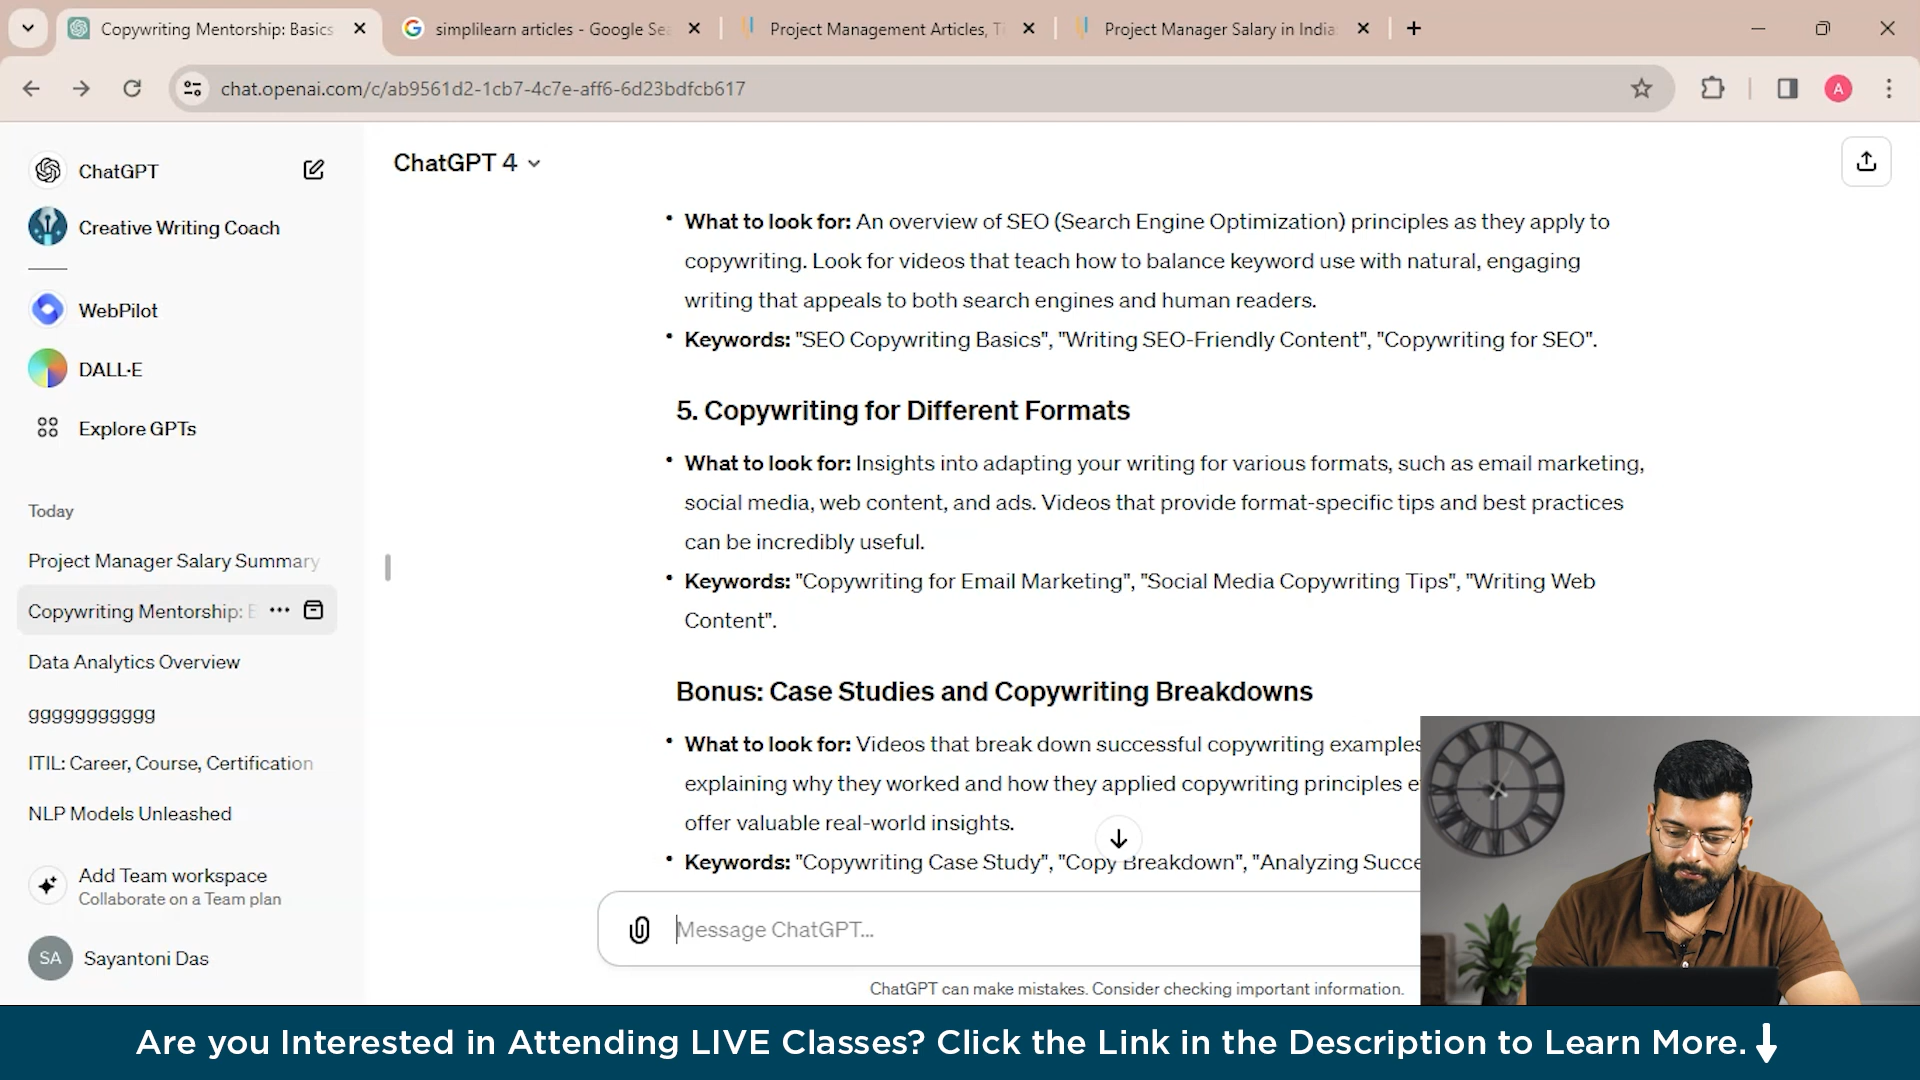 Copywriting Mentorship: Basics
simplilearn articles - Google Se
Project Management Articles, Ti
Project Manager Salary in India
chat.openai.com/c/ab9561d2-1cb7-4c7e-aff6-6d23bdfcb617
A
ChatGPT
Creative Writing Coach
WebPilot
DALL·E
Explore GPTs
Today
Project Manager Salary Summary
Copywriting Mentorship: B
Data Analytics Overview
ggggggggggg
ITIL: Career, Course, Certification
NLP Models Unleashed
Add Team workspace
Collaborate on a Team plan
SA
Sayantoni Das
ChatGPT 4
• What to look for: An overview of SEO (Search Engine Optimization) principles as they apply to
copywriting. Look for videos that teach how to balance keyword use with natural, engaging
writing that appeals to both search engines and human readers.
• Keywords: "SEO Copywriting Basics", "Writing SEO-Friendly Content", "Copywriting for SEO".
5. Copywriting for Different Formats
• What to look for: Insights into adapting your writing for various formats, such as email marketing,
social media, web content, and ads. Videos that provide format-specific tips and best practices
can be incredibly useful.
• Keywords: "Copywriting for Email Marketing", "Social Media Copywriting Tips", "Writing Web
Content".
Bonus: Case Studies and Copywriting Breakdowns
• What to look for: Videos that break down successful copywriting examples
explaining why they worked and how they applied copywriting principles e
offer valuable real-world insights.
• Keywords: "Copywriting Case Study", "Copy Breakdown", "Analyzing Succe
Message ChatGPT...
ChatGPT can make mistakes. Consider checking important information.
Are you Interested in Attending LIVE Classes? Click the Link in the Description to Learn More.